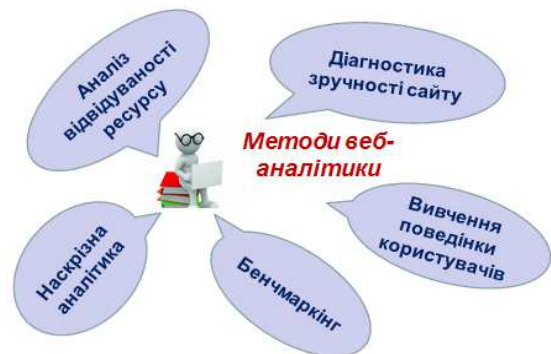 Аналіз
відвідуваності
ресурсу
Діагностика
зручності сайту
Методи веб-
аналітики
Вивчення
поведінки
користувачів
Наскрізна
аналітика
Бенчмаркінг